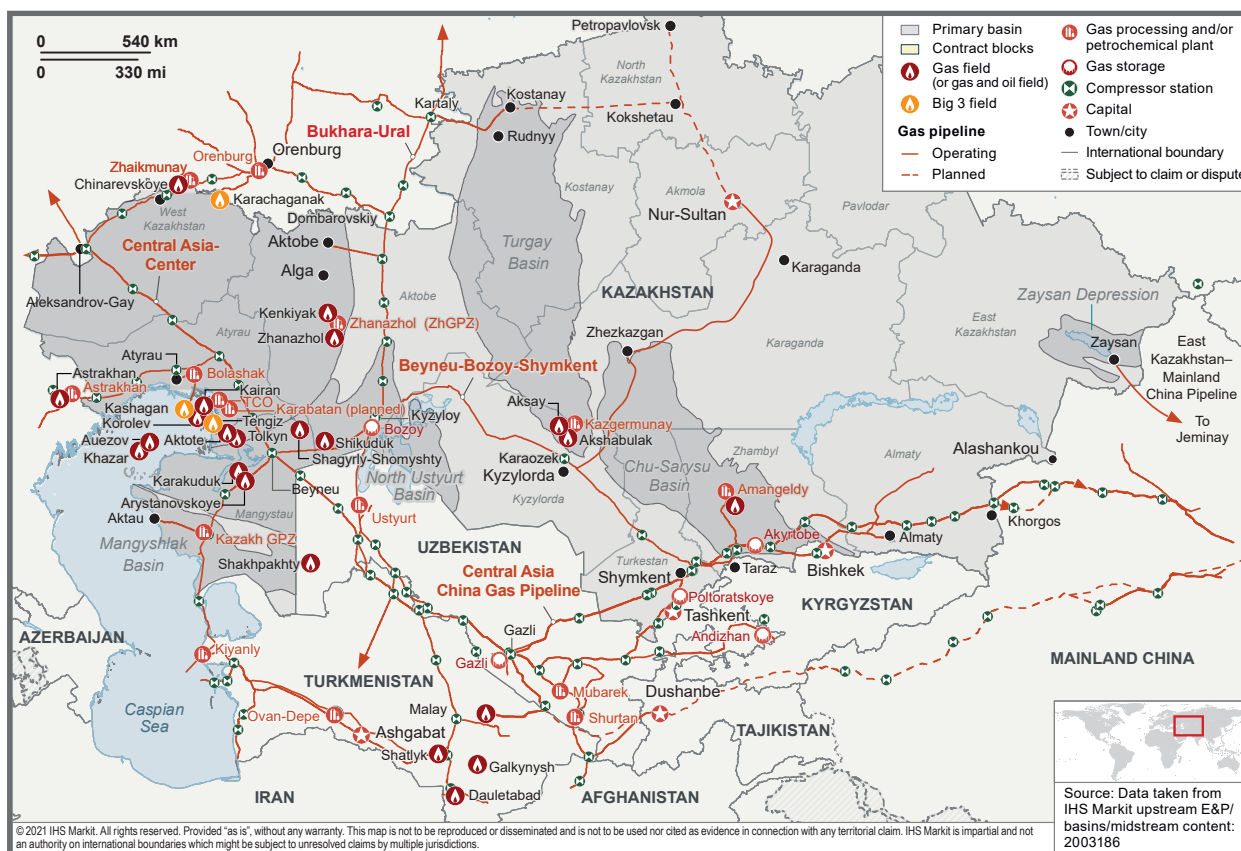 0 540 km
0 330 mi
Primary basin
Contract blocks
Gas field
(or gas and oil field)
Big 3 field
Gas pipeline
Operating
Planned
Gas processing and/or
petrochemical plant
Gas storage
Compressor station
Capital
Town/city
International boundary
Subject to claim or dispute
Petropavlovsk
North
Kazakhstan
Kostanay
Kartaly
Kokshetau
Rudnyy
Bukhara-Ural
Orenburg
Orenburg
Zhaikmunay
Chinarevskoye
Karachaganak
West
Kazakhstan
Dombarovskiy
Kostanay
Akmola
Pavlodar
Nur-Sultan
Central Asia-
Center
Aktobe
Turgay
Basin
Karaganda
Alga
Aleksandrov-Gay
Aktobe
KAZAKHSTAN
Zaysan Depression
Kenkiyak
Zhanazhol (ZhGPZ)
Zhanazhol
Atyrau
Zhezkazgan
East
Kazakhstan
Karaganda
Zaysan
East
Kazakhstan–
Mainland
China Pipeline
To
Jeminay
Atyrau
Astrakhan
Bolashak
Beyneu-Bozoy-Shymkent
Astrakhan
Kairan
TCO
Kashagan
Karabatan (planned)
Korolev
Tengiz
Kyzyloy
Aksay
Kazgermunay
Auezov
Aktote
Tolkyn
Bozoy
Akshabulak
Khazar
Shikuduk
Shagyrly-Shomyshty
Karaozek
Zhambyl
Alashankou
Karakuduk
North Ustyurt
Basin
Kyzylorda
Chu-Sarysu
Basin
Almaty
Arystanovskoye
Beyneu
Kyzylorda
Amangeldy
Mangystau
Aktau
Ustyurt
Khorgos
Mangyshlak
Basin
Kazakh GPZ
Akyrtobe
Almaty
UZBEKISTAN
Turkestan
Shakhpakhty
Central Asia
China Gas Pipeline
Shymkent
Taraz
Bishkek
Poltoratskoye
KYRGYZSTAN
AZERBAIJAN
Tashkent
Gazli
Andizhan
Kiyanly
Gazli
MAINLAND CHINA
TURKMENISTAN
Mubarek
Dushanbe
Caspian
Sea
Ovan-Depe
Malay
Shurtan
Ashgabat
TAJIKISTAN
Shatlyk
Galkynysh
IRAN
Dauletabad
AFGHANISTAN
Source: Data taken from
IHS Markit upstream E&P/
basins/midstream content:
2003186
© 2021 IHS Markit. All rights reserved. Provided “as is”, without any warranty. This map is not to be reproduced or disseminated and is not to be used nor cited as evidence in connection with any territorial claim. IHS Markit is impartial and not
an authority on international boundaries which might be subject to unresolved claims by multiple jurisdictions.